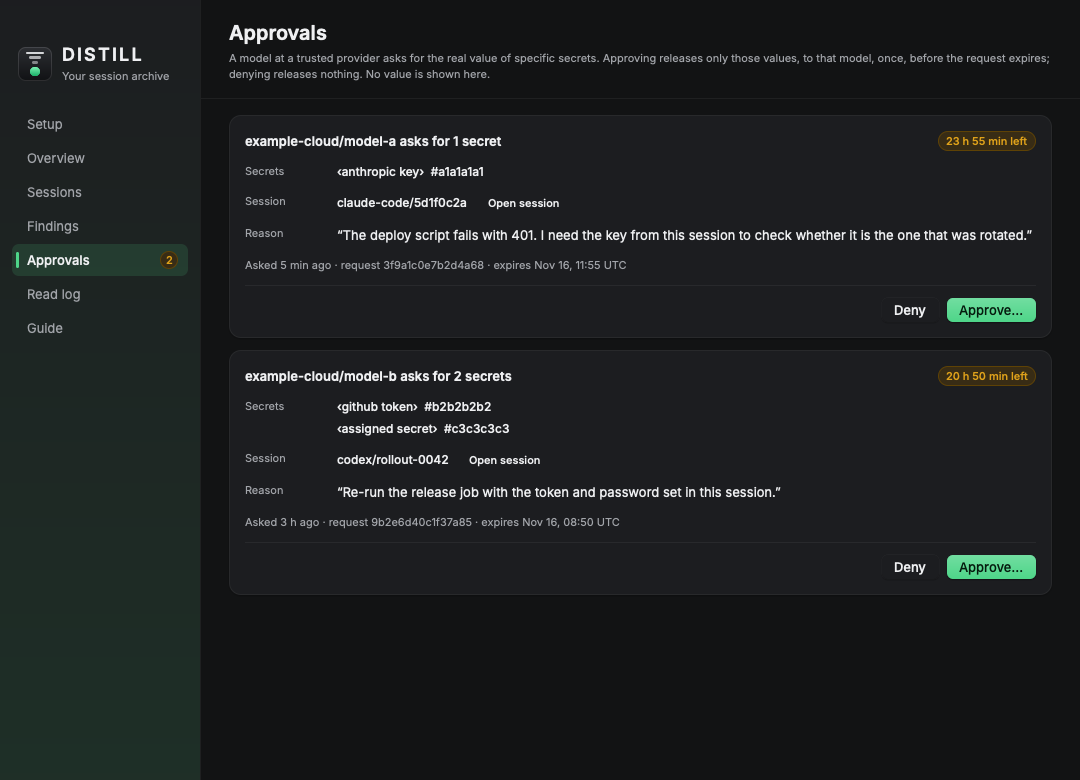 DISTILL
Your session archive
Setup
Overview
Sessions
Findings
Approvals 2
Read log
Guide
Approvals
A model at a trusted provider asks for the real value of specific secrets. Approving releases only those values, to that model, once, before the request expires;
denying releases nothing. No value is shown here.
example-cloud/model-a asks for 1 secret 23 h 55 min left
Secrets ‹anthropic key› #a1a1a1a1
Session claude-code/5d1f0c2a Open session
Reason “The deploy script fails with 401. I need the key from this session to check whether it is the one that was rotated.”
Asked 5 min ago · request 3f9a1c0e7b2d4a68 · expires Nov 16, 11:55 UTC
Deny Approve…
example-cloud/model-b asks for 2 secrets 20 h 50 min left
Secrets ‹github token› #b2b2b2b2
‹assigned secret› #c3c3c3c3
Session codex/rollout-0042 Open session
Reason “Re-run the release job with the token and password set in this session.”
Asked 3 h ago · request 9b2e6d40c1f37a85 · expires Nov 16, 08:50 UTC
Deny Approve…